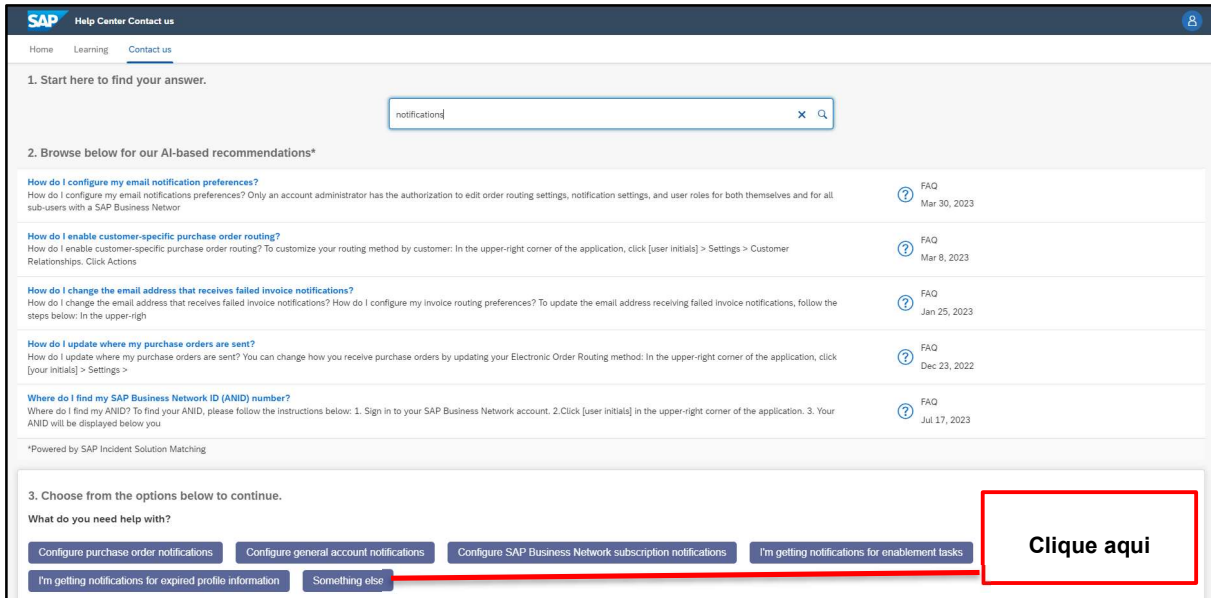 SAP Help Center Contact us
Home Learning Contact us
1. Start here to find your answer.
notifications
2. Browse below for our AI-based recommendations*
How do I configure my email notification preferences?
How do I configure my email notifications preferences? Only an account administrator has the authorization to edit order routing settings, notification settings, and user roles for both themselves and for all
sub-users with a SAP Business Networ
FAQ
Mar 30, 2023
How do I enable customer-specific purchase order routing?
How do I enable customer-specific purchase order routing? To customize your routing method by customer: In the upper-right corner of the application, click [user initials] > Settings > Customer
Relationships. Click Actions
FAQ
Mar 8, 2023
How do I change the email address that receives failed invoice notifications?
How do I change the email address that receives failed invoice notifications? How do I configure my invoice routing preferences? To update the email address receiving failed invoice notifications, follow the
steps below: In the upper-righ
FAQ
Jan 25, 2023
How do I update where my purchase orders are sent?
How do I update where my purchase orders are sent? You can change how you receive purchase orders by updating your Electronic Order Routing method: In the upper-right corner of the application, click
[your initials] > Settings >
FAQ
Dec 23, 2022
Where do I find my SAP Business Network ID (ANID) number?
Where do I find my ANID? To find your ANID, please follow the instructions below: 1. Sign in to your SAP Business Network account. 2.Click [user initials] in the upper-right corner of the application. 3. Your
ANID will be displayed below you
FAQ
Jul 17, 2023
*Powered by SAP Incident Solution Matching
3. Choose from the options below to continue.
What do you need help with?
Configure purchase order notifications Configure general account notifications Configure SAP Business Network subscription notifications I'm getting notifications for enablement tasks
I'm getting notifications for expired profile information Something else
Clique aqui